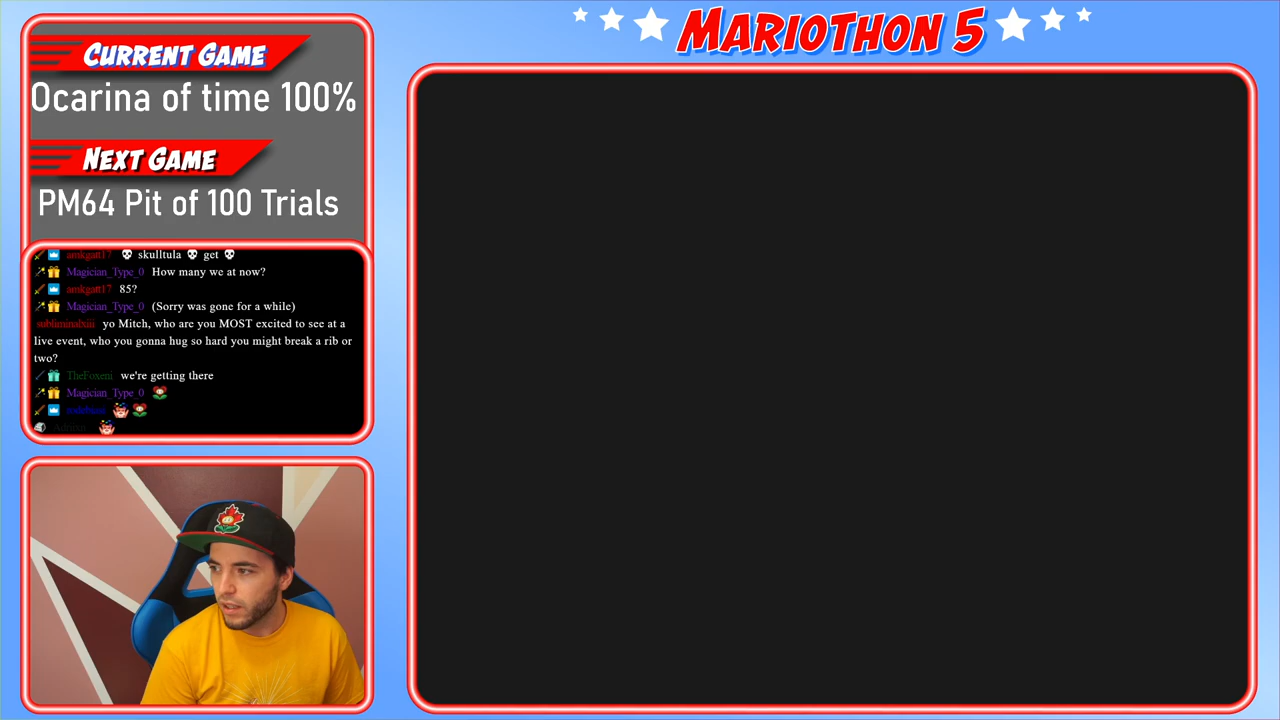 MARIOTHON 5
CURRENT GAME
Ocarina of time 100%
NEXT GAME
PM64 Pit of 100 Trials
amkgatt17 skulltula get
Magician_Type_0 How many we at now?
amkgatt17 85?
Magician_Type_0 (Sorry was gone for a while)
subliminalxiii yo Mitch, who are you MOST excited to see at a
live event, who you gonna hug so hard you might break a rib or
two?
TheFoxeni we're getting there
Magician_Type_0